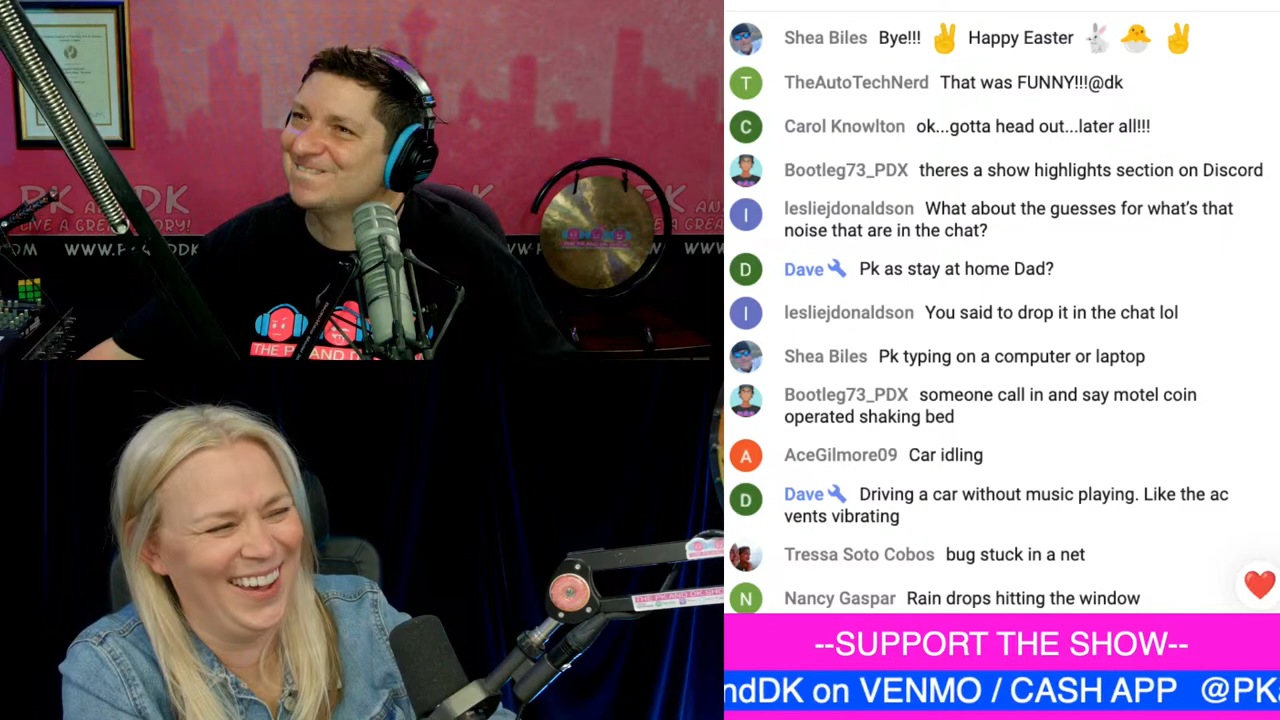 PK AND DK
LIVE A GREAT STORY!
WWW.P
THE PK AND D
Shea Biles Bye!!! ✌️ Happy Easter 🐇 🐣 ✌️
T TheAutoTechNerd That was FUNNY!!!@dk
C Carol Knowlton ok...gotta head out...later all!!!
Bootleg73_PDX theres a show highlights section on Discord
l lesliejdonaldson What about the guesses for what’s that
noise that are in the chat?
D Dave Pk as stay at home Dad?
l lesliejdonaldson You said to drop it in the chat lol
Shea Biles Pk typing on a computer or laptop
Bootleg73_PDX someone call in and say motel coin
operated shaking bed
A AceGilmore09 Car idling
D Dave Driving a car without music playing. Like the ac
vents vibrating
Tressa Soto Cobos bug stuck in a net
N Nancy Gaspar Rain drops hitting the window
--SUPPORT THE SHOW--
ndDK on VENMO / CASH APP @PK